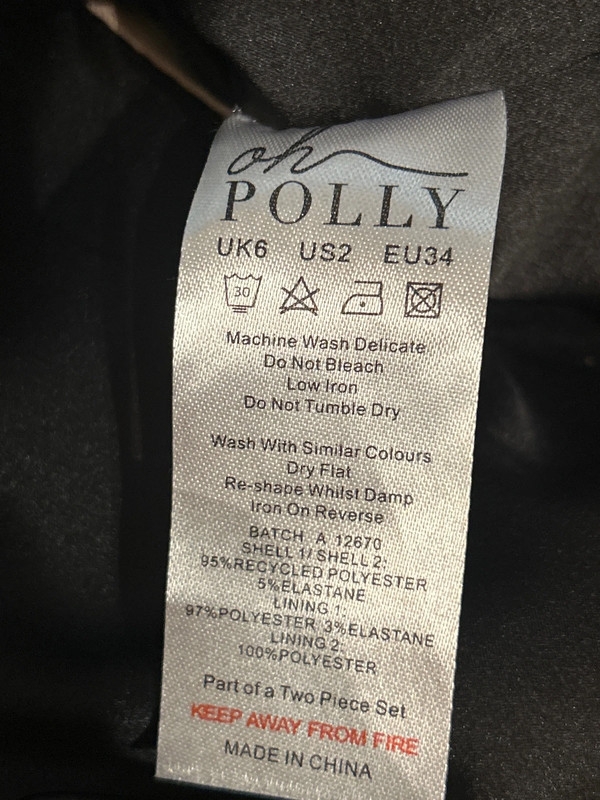 oh
POLLY
UK6 US2 EU34
30
Machine Wash Delicate
Do Not Bleach
Low Iron
Do Not Tumble Dry
Wash With Similar Colours
Dry Flat
Re-shape Whilst Damp
Iron On Reverse
BATCH A 12670
SHELL 1/ SHELL 2:
95%RECYCLED POLYESTER
5%ELASTANE
LINING 1:
97%POLYESTER 3%ELASTANE
LINING 2:
100%POLYESTER
Part of a Two Piece Set
KEEP AWAY FROM FIRE
MADE IN CHINA